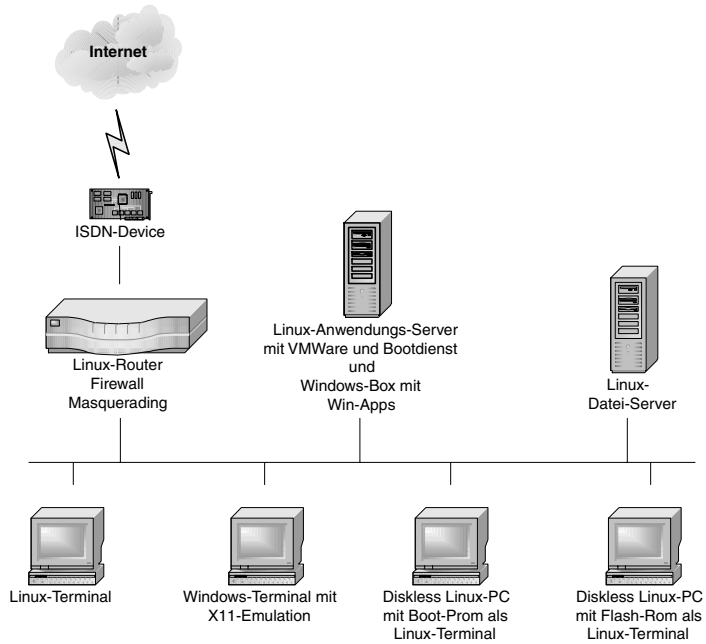 Internet
ISDN-Device
Linux-Router
Firewall
Masquerading
Linux-Anwendungs-Server
mit VMWare und Bootdienst
und
Windows-Box mit
Win-Apps
Linux-
Datei-Server
Linux-Terminal
Windows-Terminal mit
X11-Emulation
Diskless Linux-PC
mit Boot-Prom als
Linux-Terminal
Diskless Linux-PC
mit Flash-Rom als
Linux-Terminal